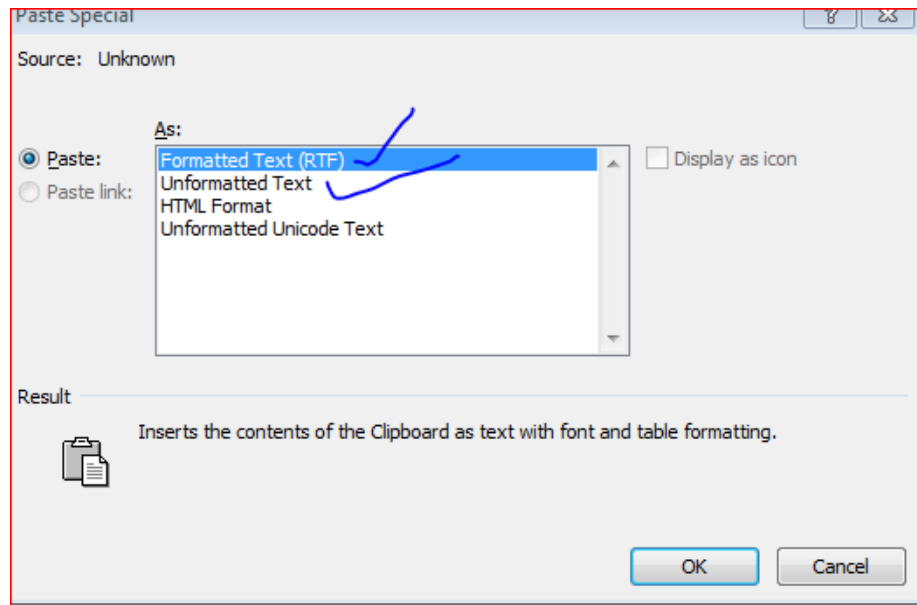 Paste Special
Source: Unknown
As:
Paste:
Paste link:
Formatted Text (RTF)
Unformatted Text
HTML Format
Unformatted Unicode Text
Display as icon
Result
Inserts the contents of the Clipboard as text with font and table formatting.
OK
Cancel